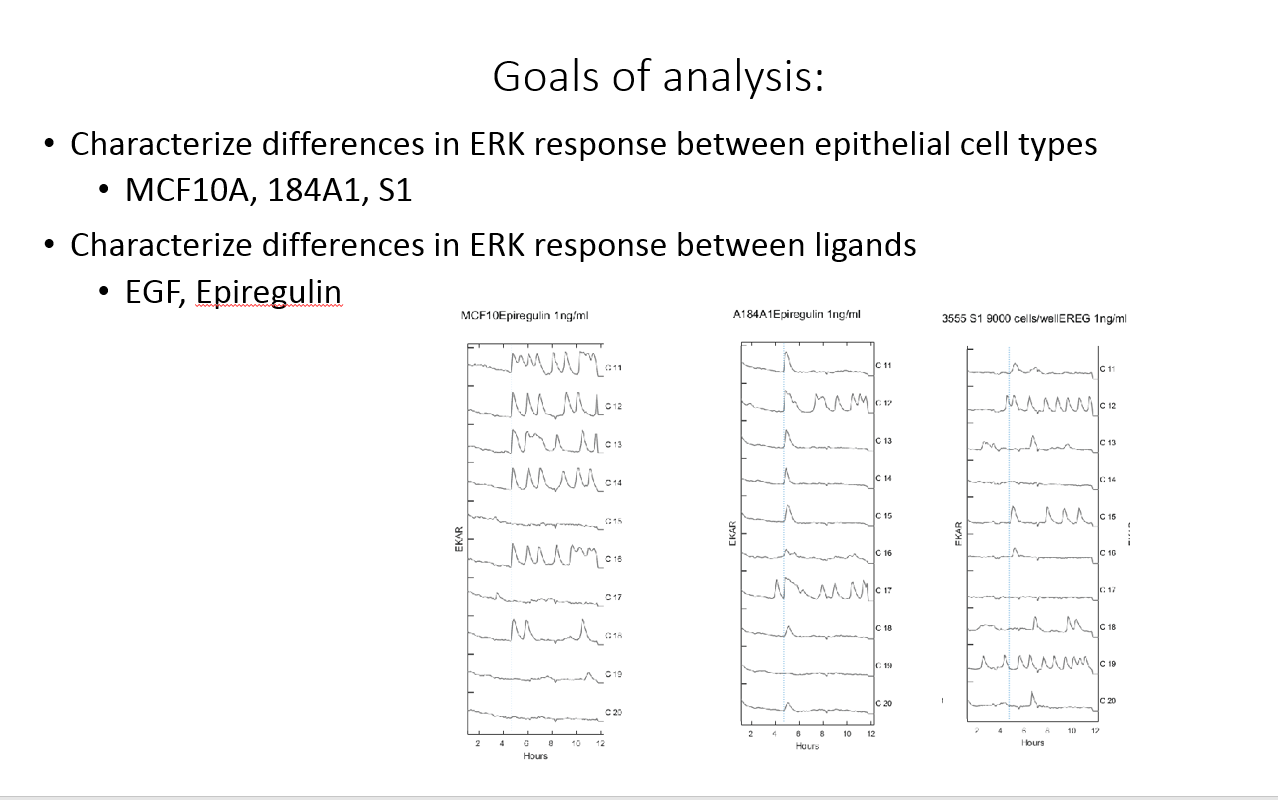 Goals of analysis:
• Characterize differences in ERK response between epithelial cell types
• MCF10A, 184A1, S1
• Characterize differences in ERK response between ligands
• EGF, Epiregulin
MCF10Epiregulin 1ng/ml
C 11
C 12
C 13
C 14
C 15
C 16
C 17
C 18
C 19
C 20
EKAR
2 4 6 8 10 12
Hours
A184A1Epiregulin 1ng/ml
C 11
C 12
C 13
C 14
C 15
C 16
C 17
C 18
C 19
C 20
EKAR
2 4 6 8 10 12
Hours
3555 S1 9000 cells/wellEREG 1ng/ml
C 11
C 12
C 13
C 14
C 15
C 16
C 17
C 18
C 19
C 20
EKAR
2 4 6 8 10 12
Hours